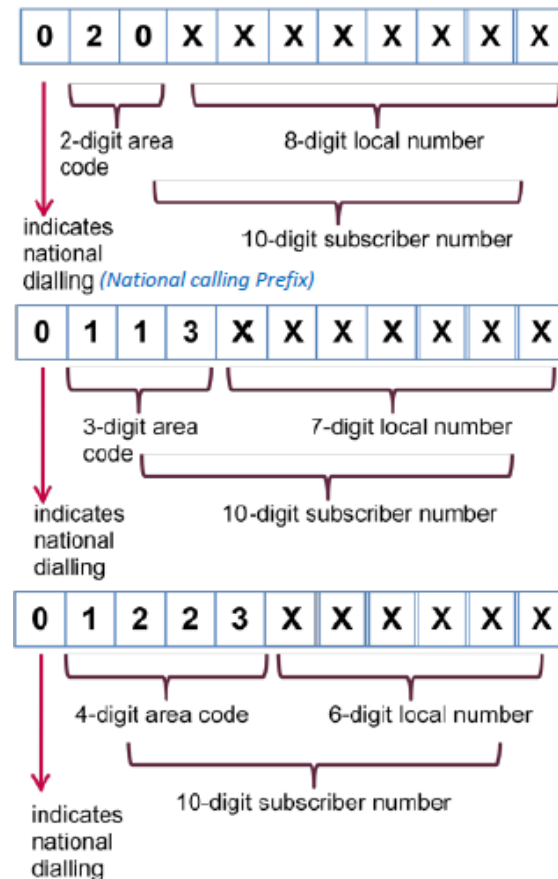 0 2 0 X X X X X X X X
2-digit area
code
8-digit local number
10-digit subscriber number
indicates
national
dialling (National calling Prefix)
0 1 1 3 X X X X X X X
3-digit area
code
7-digit local number
10-digit subscriber number
indicates
national
dialling
0 1 2 2 3 X X X X X X
4-digit area code
6-digit local number
10-digit subscriber number
indicates
national
dialling